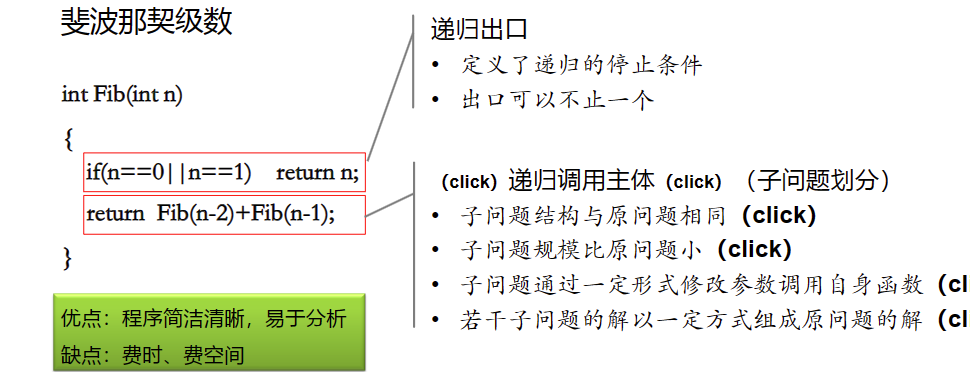 斐波那契级数
int Fib(int n)
{
if(n==0||n==1) return n;
return Fib(n-2)+Fib(n-1);
}
优点：程序简洁清晰，易于分析
缺点：费时、费空间
递归出口
• 定义了递归的停止条件
• 出口可以不止一个
（click）递归调用主体（click）（子问题划分）
• 子问题结构与原问题相同（click）
• 子问题规模比原问题小（click）
• 子问题通过一定形式修改参数调用自身函数（cl
• 若干子问题的解以一定方式组成原问题的解（cl